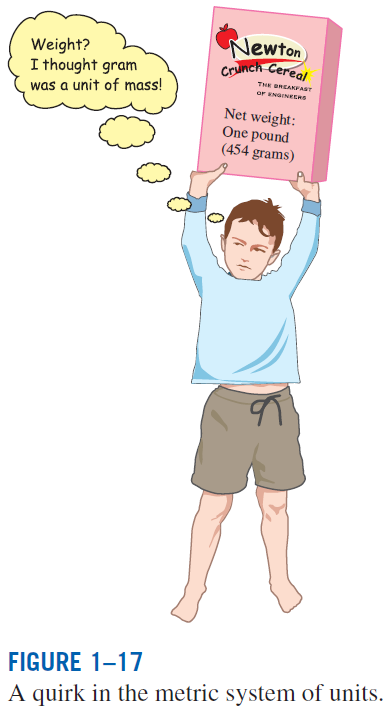 Weight?
I thought gram
was a unit of mass!
Newton
Crunch Cereal
THE BREAKFAST
OF ENGINEERS
Net weight:
One pound
(454 grams)
FIGURE 1–17
A quirk in the metric system of units.